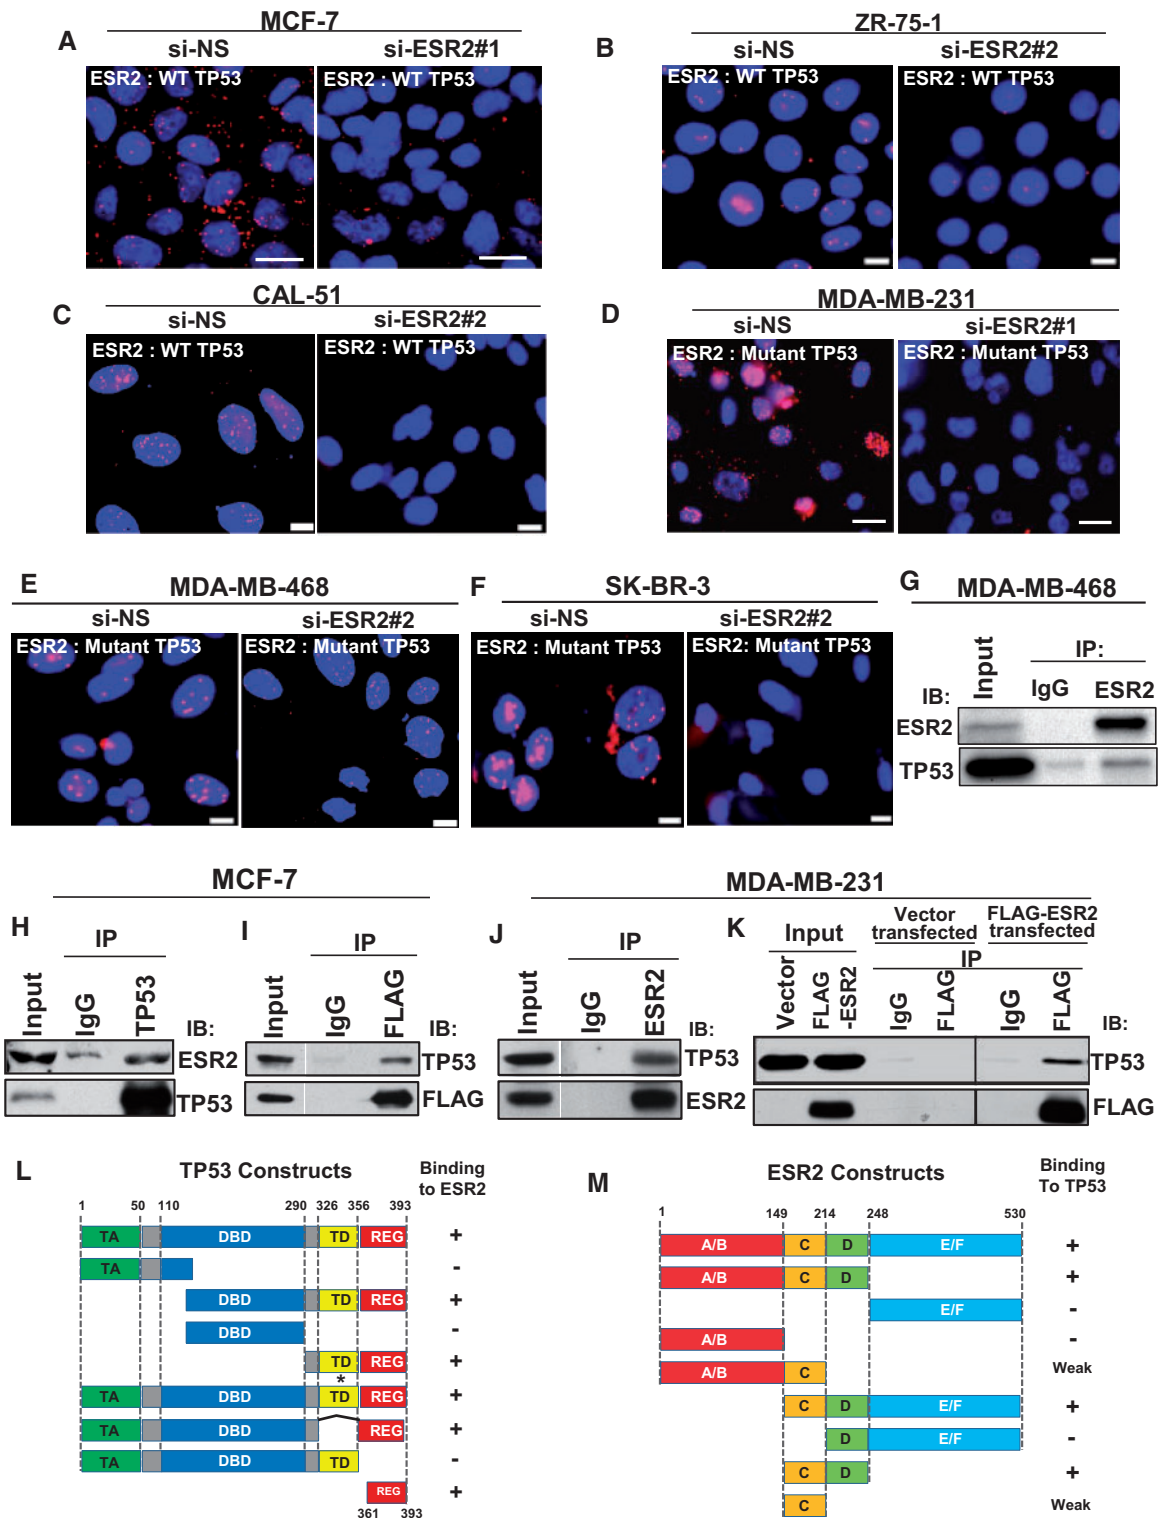 A
MCF-7
si-NS
si-ESR2#1
ESR2 : WT TP53
ESR2 : WT TP53
B
ZR-75-1
si-NS
si-ESR2#2
ESR2 : WT TP53
ESR2 : WT TP53
C
CAL-51
si-NS
si-ESR2#2
ESR2 : WT TP53
ESR2 : WT TP53
D
MDA-MB-231
si-NS
si-ESR2#1
ESR2 : Mutant TP53
ESR2 : Mutant TP53
E
MDA-MB-468
si-NS
si-ESR2#2
ESR2 : Mutant TP53
ESR2 : Mutant TP53
F
SK-BR-3
si-NS
si-ESR2#2
ESR2 : Mutant TP53
ESR2: Mutant TP53
G
MDA-MB-468
Input
IP:
IgG
ESR2
IB:
ESR2
TP53
MCF-7
H
IP
Input
IgG
TP53
IB:
ESR2
TP53
I
IP
Input
IgG
FLAG
IB:
TP53
FLAG
MDA-MB-231
J
IP
Input
IgG
ESR2
IB:
TP53
ESR2
K
Input
Vector
transfected
FLAG-ESR2
transfected
IP
Vector
FLAG
-ESR2
IgG
FLAG
IgG
FLAG
IB:
TP53
FLAG
L
TP53 Constructs
Binding
to ESR2
1 50 110 290 326 356 393
TA DBD TD REG +
TA -
DBD TD REG +
DBD -
TD REG +
*
TA DBD TD REG +
TA DBD REG +
TA DBD TD -
REG +
361 393
M
ESR2 Constructs
Binding
To TP53
1 149 214 248 530
A/B C D E/F +
A/B C D +
E/F -
A/B -
A/B C Weak
C D E/F +
D E/F -
C D +
C Weak